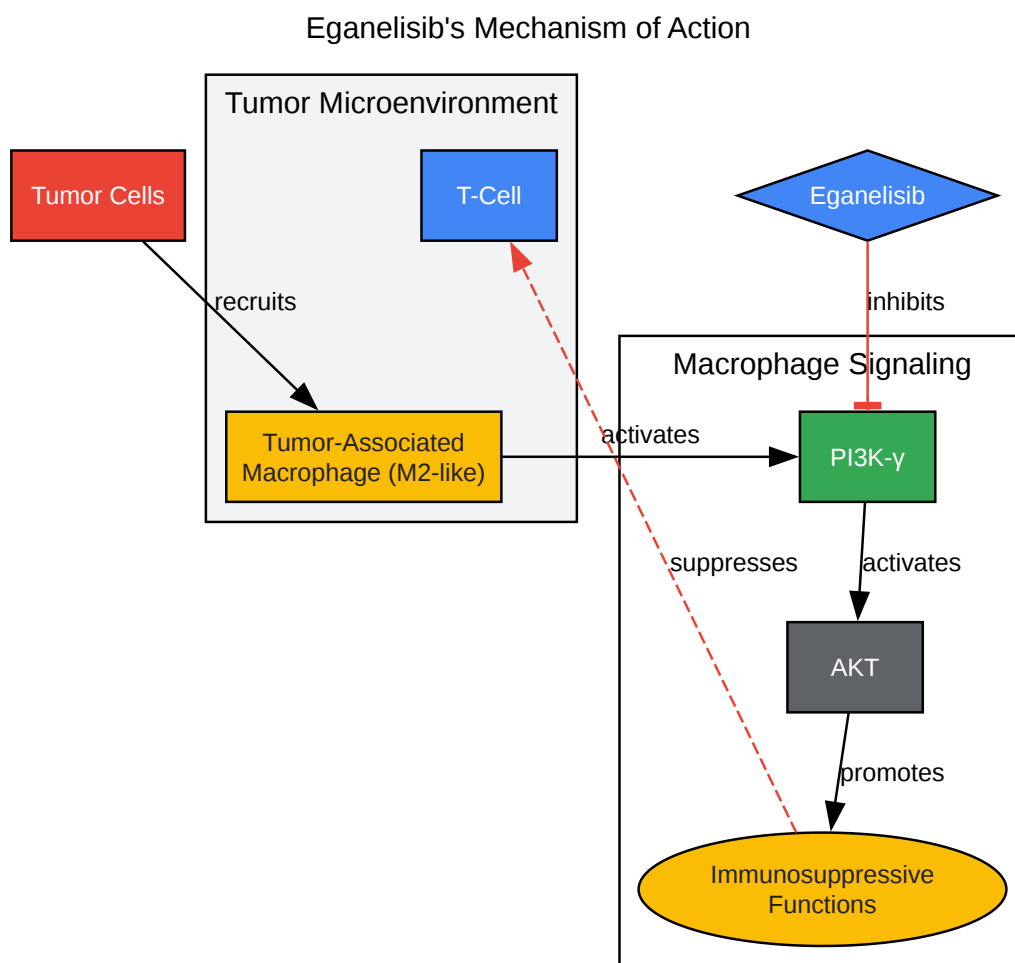 Eganelisib's Mechanism of Action
Tumor Microenvironment
Tumor Cells
T-Cell
Eganelisib
recruits
inhibits
Macrophage Signaling
Tumor-Associated
Macrophage (M2-like)
activates
PI3K-γ
suppresses
activates
AKT
promotes
Immunosuppressive
Functions